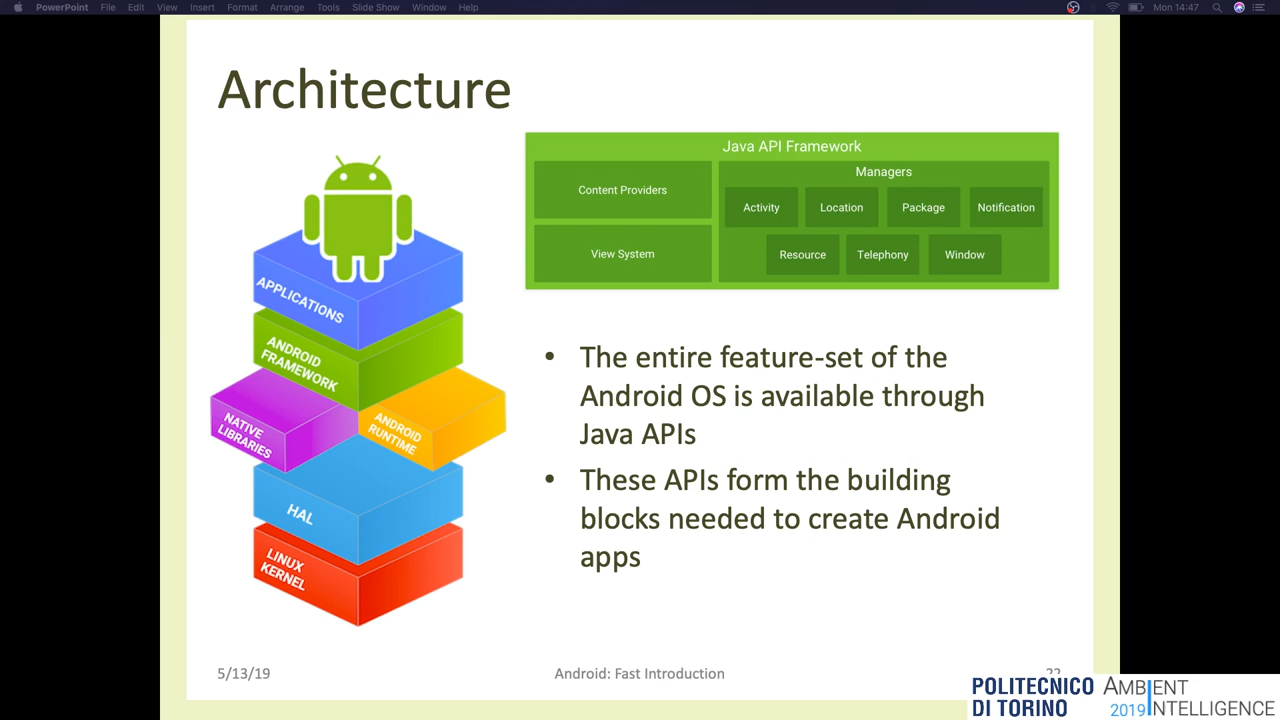 PowerPoint File Edit View Insert Format Arrange Tools Slide Show Window Help Mon 14:47
Architecture
Java API Framework
Content Providers
View System
Managers
Activity Location Package Notification
Resource Telephony Window
APPLICATIONS
ANDROID
FRAMEWORK
NATIVE
LIBRARIES
ANDROID
RUNTIME
HAL
LINUX
KERNEL
• The entire feature-set of the
Android OS is available through
Java APIs
• These APIs form the building
blocks needed to create Android
apps
5/13/19 Android: Fast Introduction 22
POLITECNICO
DI TORINO
AMBIENT
2019 INTELLIGENCE